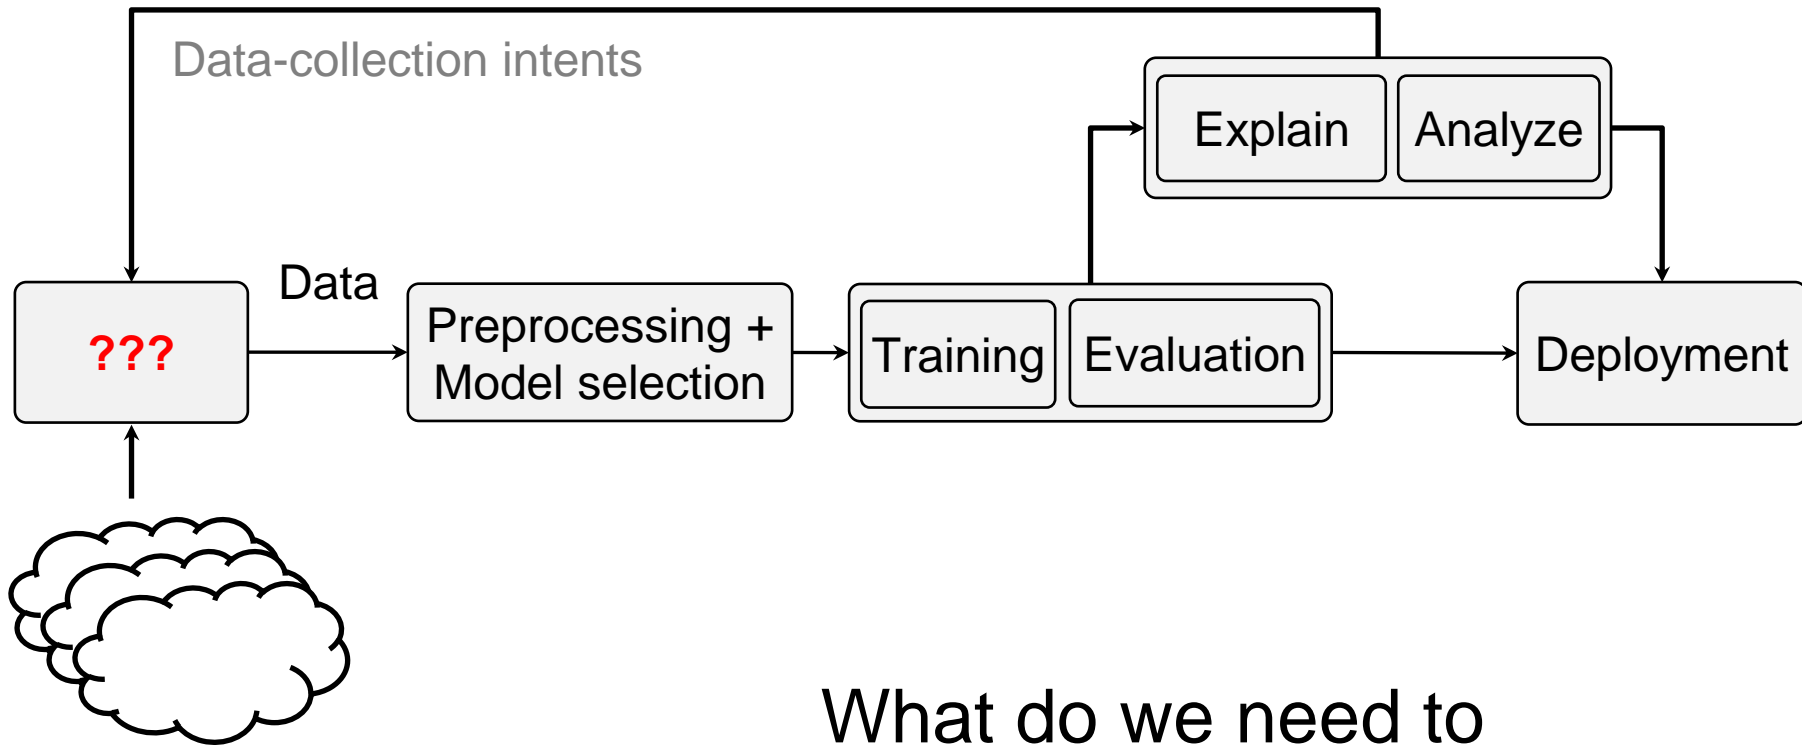 Data-collection intents
Explain
Analyze
Data
???
Preprocessing +
Model selection
Training
Evaluation
Deployment
What do we need to